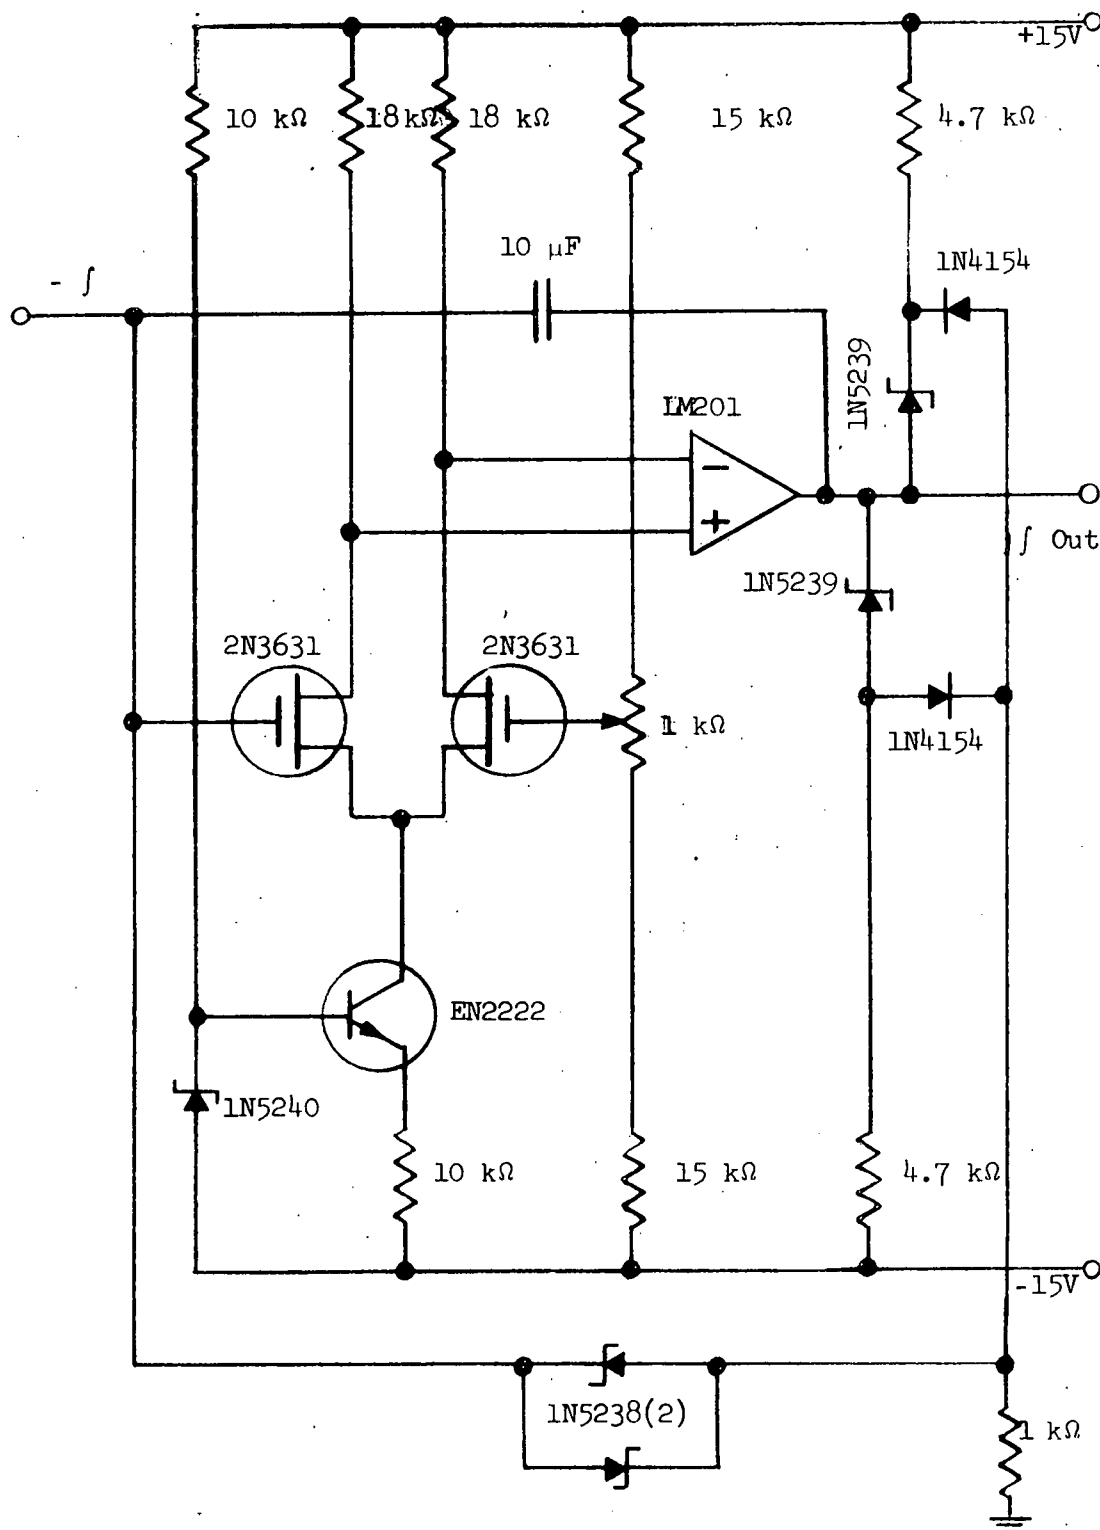 +15V
10 kΩ
18 kΩ
18 kΩ
15 kΩ
4.7 kΩ
10 μF
1N4154
- ∫
1N5239
LM201
−
+
∫ Out
1N5239
2N3631
2N3631
1 kΩ
1N4154
EN2222
1N5240
10 kΩ
15 kΩ
4.7 kΩ
-15V
1N5238(2)
1 kΩ